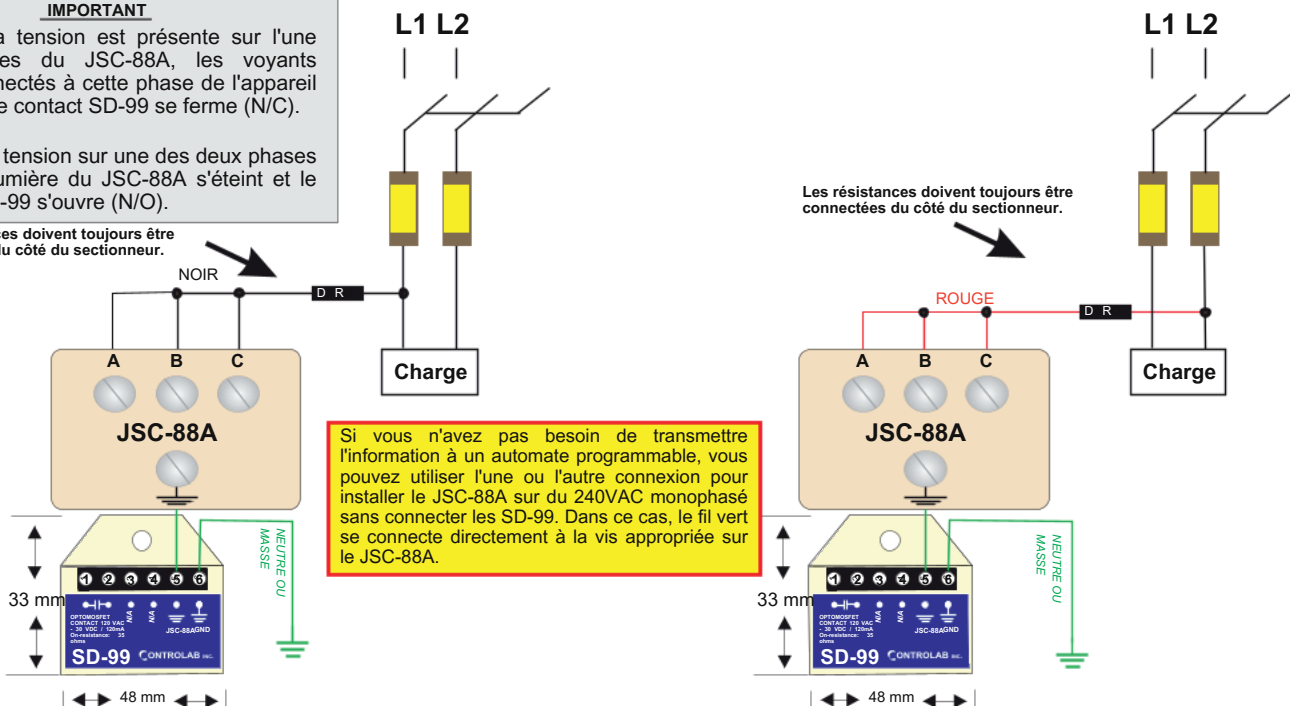 IMPORTANT
a tension est présente sur l'une
es du JSC-88A, les voyants
nectés à cette phase de l'appareil
e contact SD-99 se ferme (N/C).
tension sur une des deux phases
umière du JSC-88A s'éteint et le
-99 s'ouvre (N/O).
ces doivent toujours être
du côté du sectionneur.
L1 L2
NOIR
D R
A B C
JSC-88A
Charge
NEUTRE OU
MASSE
1 2 3 4 5 6
33 mm
OPTOMOSFET
CONTACT 120 VAC
- 30 VDC / 120mA
On-resistance: 35
ohms
N/A
N/A
JSC-88A GND
SD-99 CONTROLAB INC.
48 mm
Si vous n'avez pas besoin de transmettre
l'information à un automate programmable, vous
pouvez utiliser l'une ou l'autre connexion pour
installer le JSC-88A sur du 240VAC monophasé
sans connecter les SD-99. Dans ce cas, le fil vert
se connecte directement à la vis appropriée sur
le JSC-88A.
L1 L2
Les résistances doivent toujours être
connectées du côté du sectionneur.
ROUGE
D R
A B C
JSC-88A
Charge
NEUTRE OU
MASSE
1 2 3 4 5 6
33 mm
OPTOMOSFET
CONTACT 120 VAC
- 30 VDC / 120mA
On-resistance: 35
ohms
N/A
N/A
JSC-88A GND
SD-99 CONTROLAB INC.
48 mm